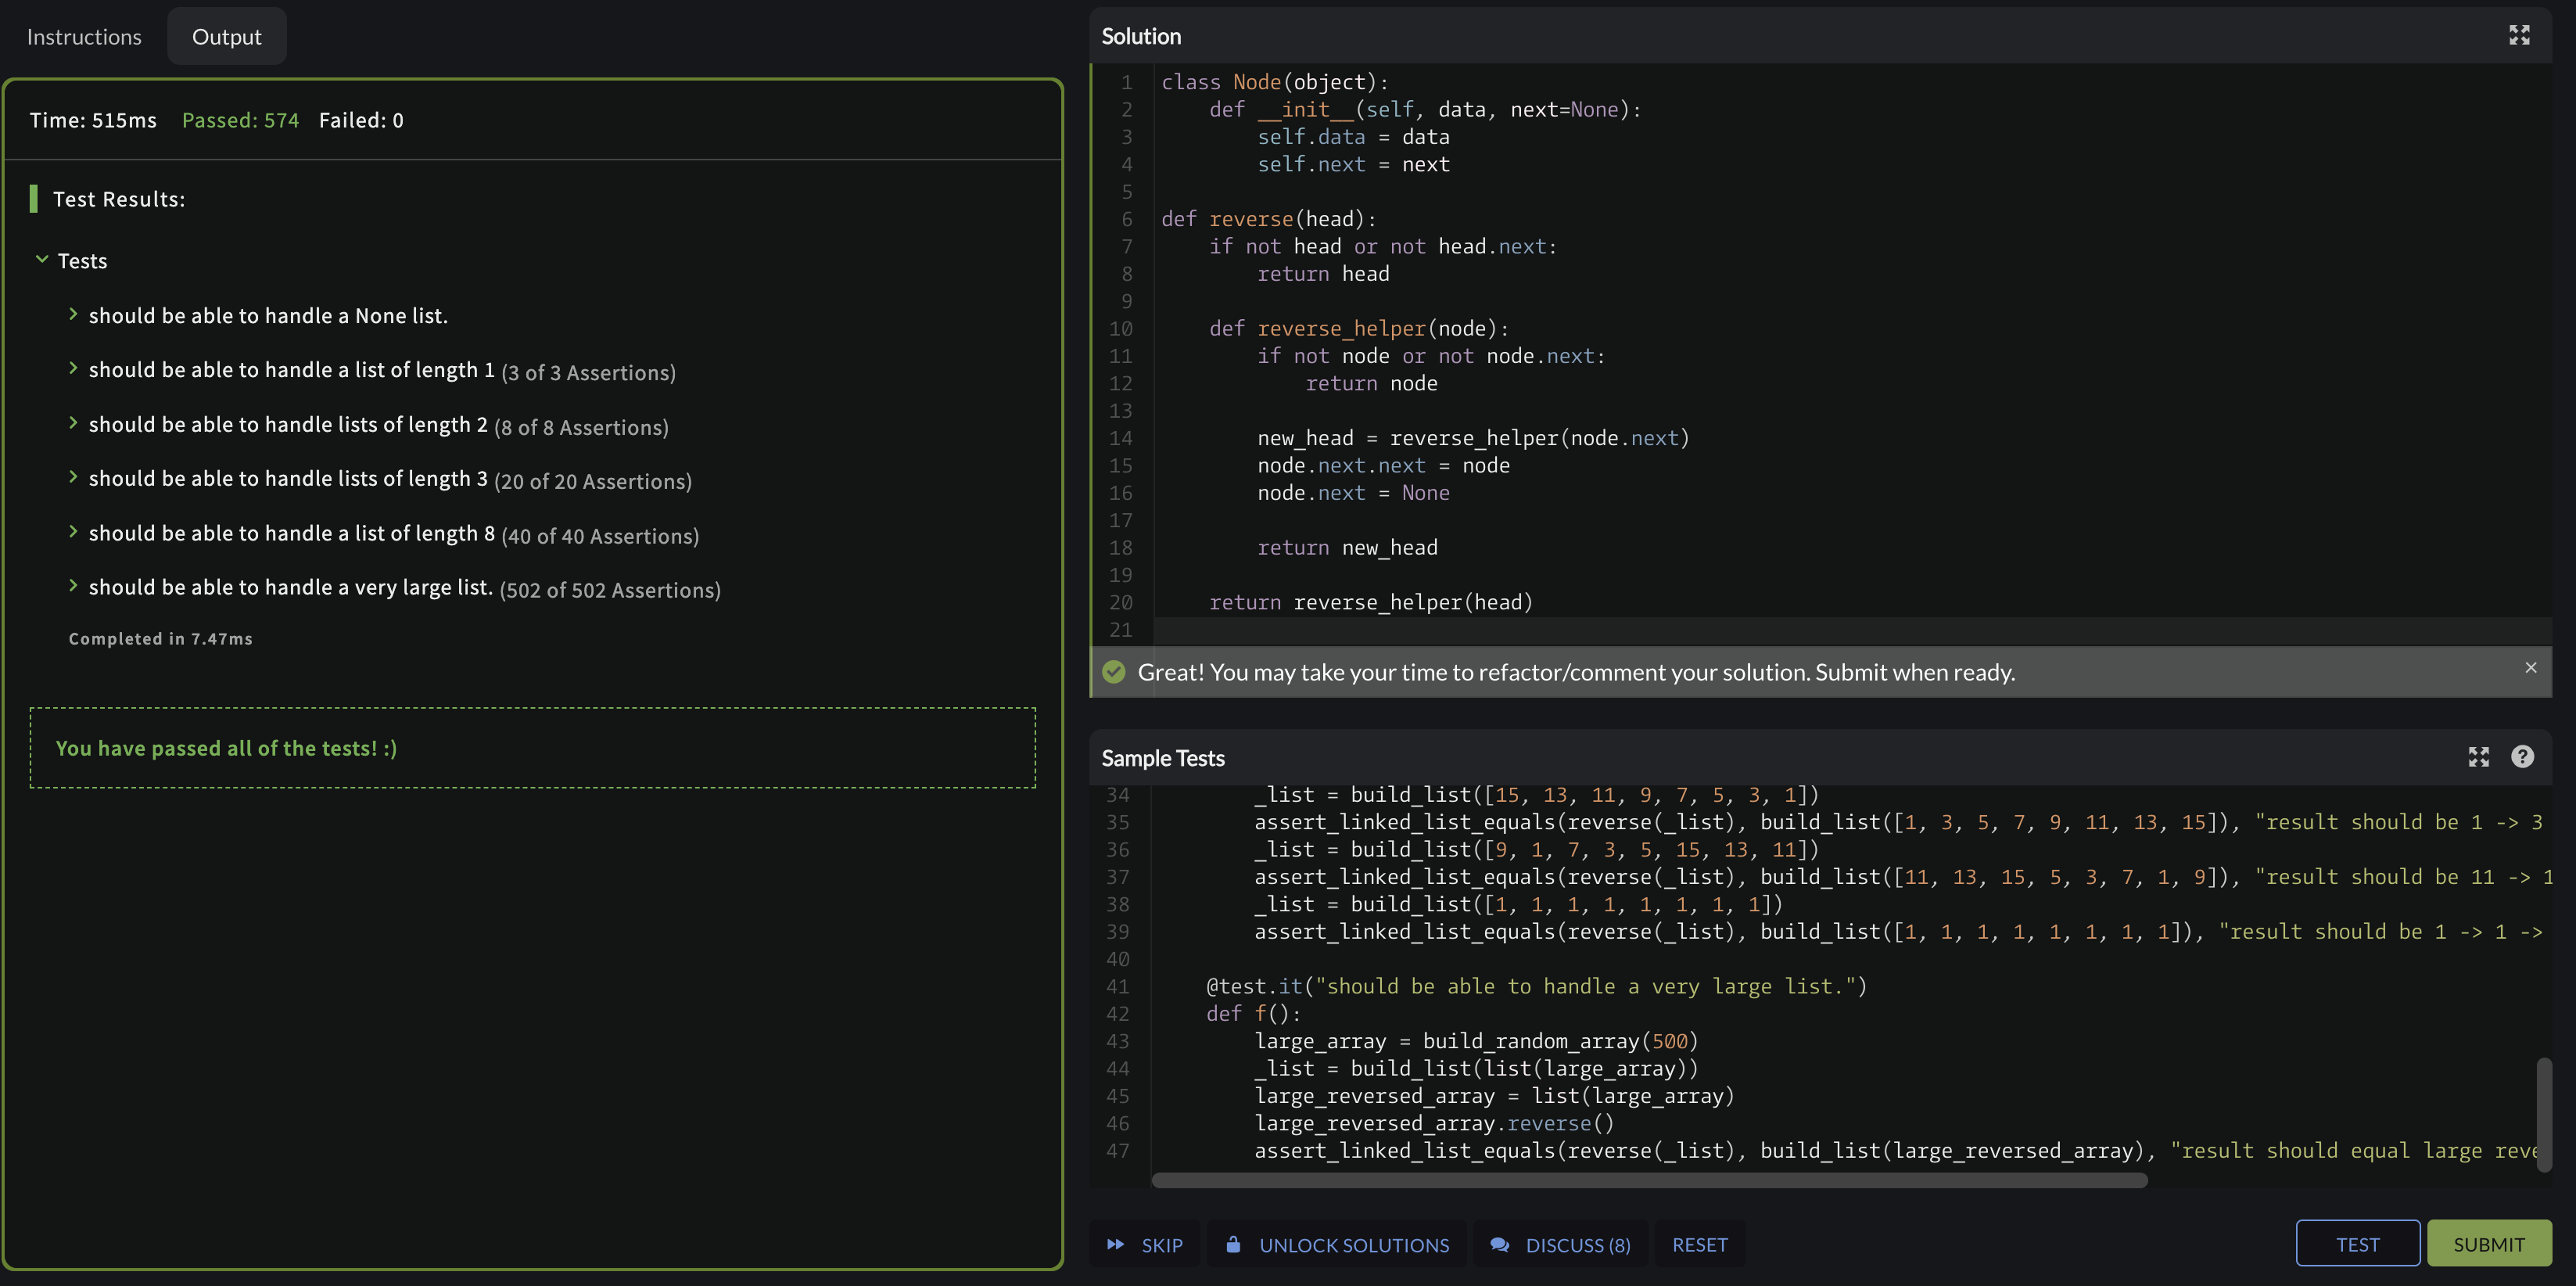 Instructions
Output
Time: 515ms Passed: 574 Failed: 0
Test Results:
Tests
should be able to handle a None list.
should be able to handle a list of length 1 (3 of 3 Assertions)
should be able to handle lists of length 2 (8 of 8 Assertions)
should be able to handle lists of length 3 (20 of 20 Assertions)
should be able to handle a list of length 8 (40 of 40 Assertions)
should be able to handle a very large list. (502 of 502 Assertions)
Completed in 7.47ms
You have passed all of the tests! :)
Solution
1 class Node(object):
2     def __init__(self, data, next=None):
3         self.data = data
4         self.next = next
5
6 def reverse(head):
7     if not head or not head.next:
8         return head
9
10     def reverse_helper(node):
11         if not node or not node.next:
12             return node
13
14         new_head = reverse_helper(node.next)
15         node.next.next = node
16         node.next = None
17
18         return new_head
19
20     return reverse_helper(head)
21
Great! You may take your time to refactor/comment your solution. Submit when ready. ×
Sample Tests ?
34         _list = build_list([15, 13, 11, 9, 7, 5, 3, 1])
35         assert_linked_list_equals(reverse(_list), build_list([1, 3, 5, 7, 9, 11, 13, 15]), "result should be 1 -> 3
36         _list = build_list([9, 1, 7, 3, 5, 15, 13, 11])
37         assert_linked_list_equals(reverse(_list), build_list([11, 13, 15, 5, 3, 7, 1, 9]), "result should be 11 -> 1
38         _list = build_list([1, 1, 1, 1, 1, 1, 1, 1])
39         assert_linked_list_equals(reverse(_list), build_list([1, 1, 1, 1, 1, 1, 1, 1]), "result should be 1 -> 1 ->
40
41     @test.it("should be able to handle a very large list.")
42     def f():
43         large_array = build_random_array(500)
44         _list = build_list(list(large_array))
45         large_reversed_array = list(large_array)
46         large_reversed_array.reverse()
47         assert_linked_list_equals(reverse(_list), build_list(large_reversed_array), "result should equal large reve
SKIP UNLOCK SOLUTIONS DISCUSS (8) RESET TEST SUBMIT